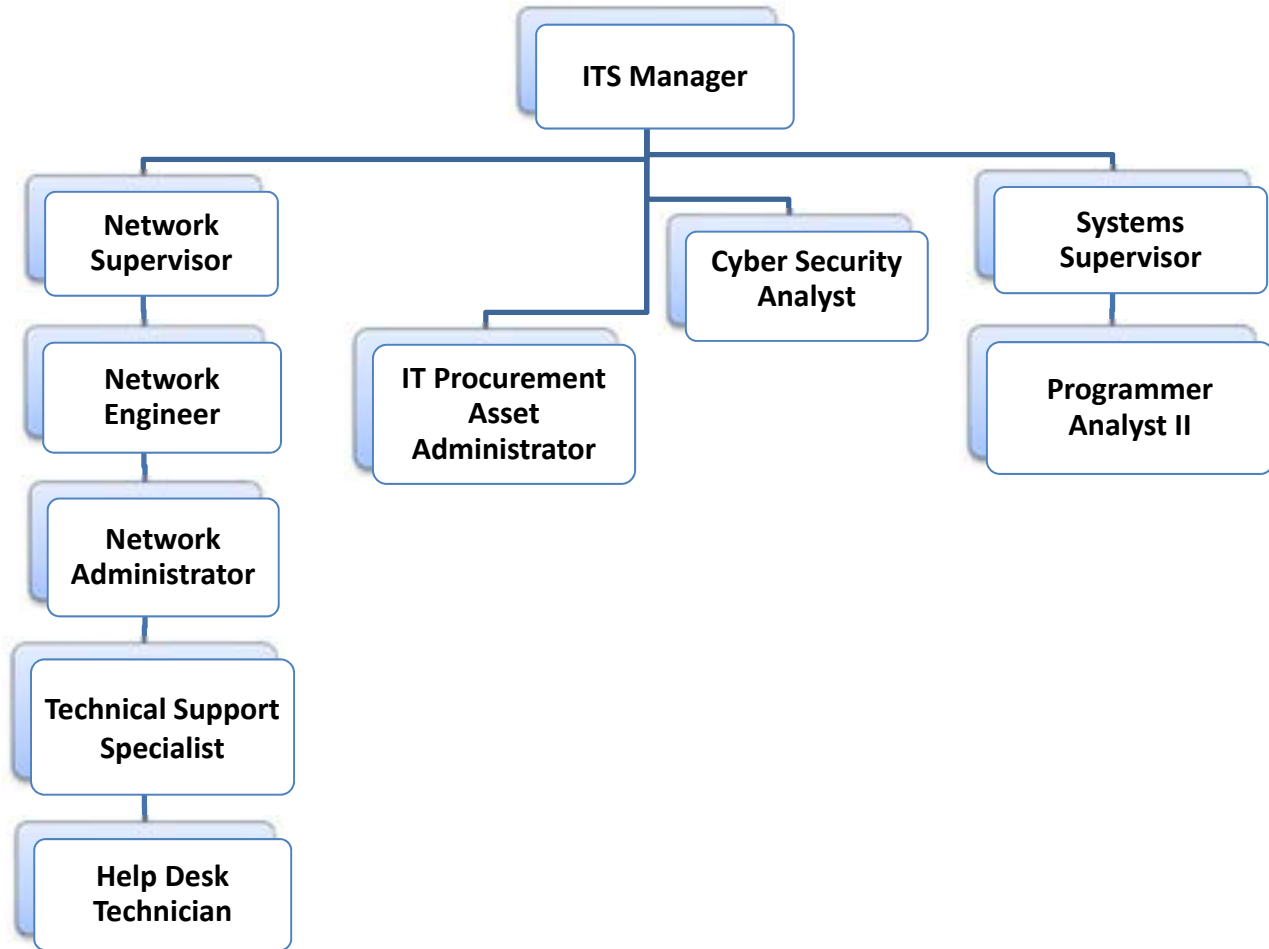 ITS Manager
Network
Supervisor
Cyber Security
Analyst
Systems
Supervisor
Network
Engineer
IT Procurement
Asset
Administrator
Programmer
Analyst II
Network
Administrator
Technical Support
Specialist
Help Desk
Technician